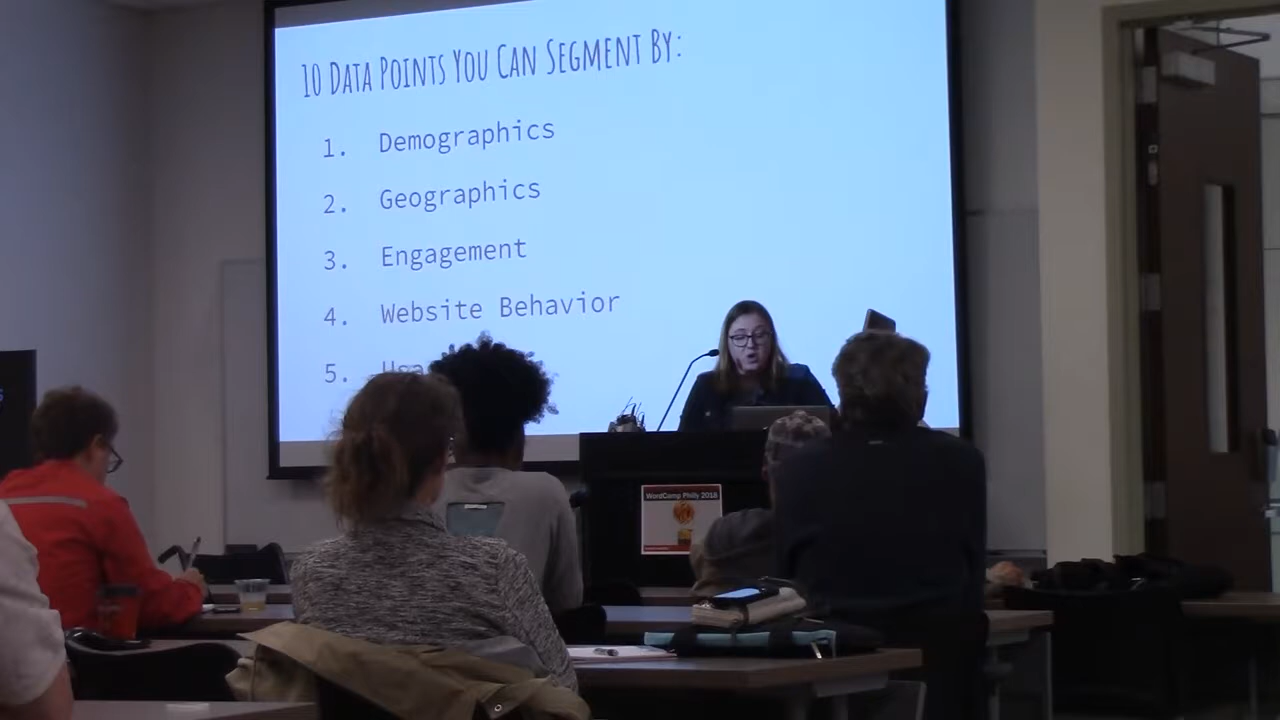 10 Data Points You Can Segment By:
1. Demographics
2. Geographics
3. Engagement
4. Website Behavior
5.
WordCamp Philly 2018